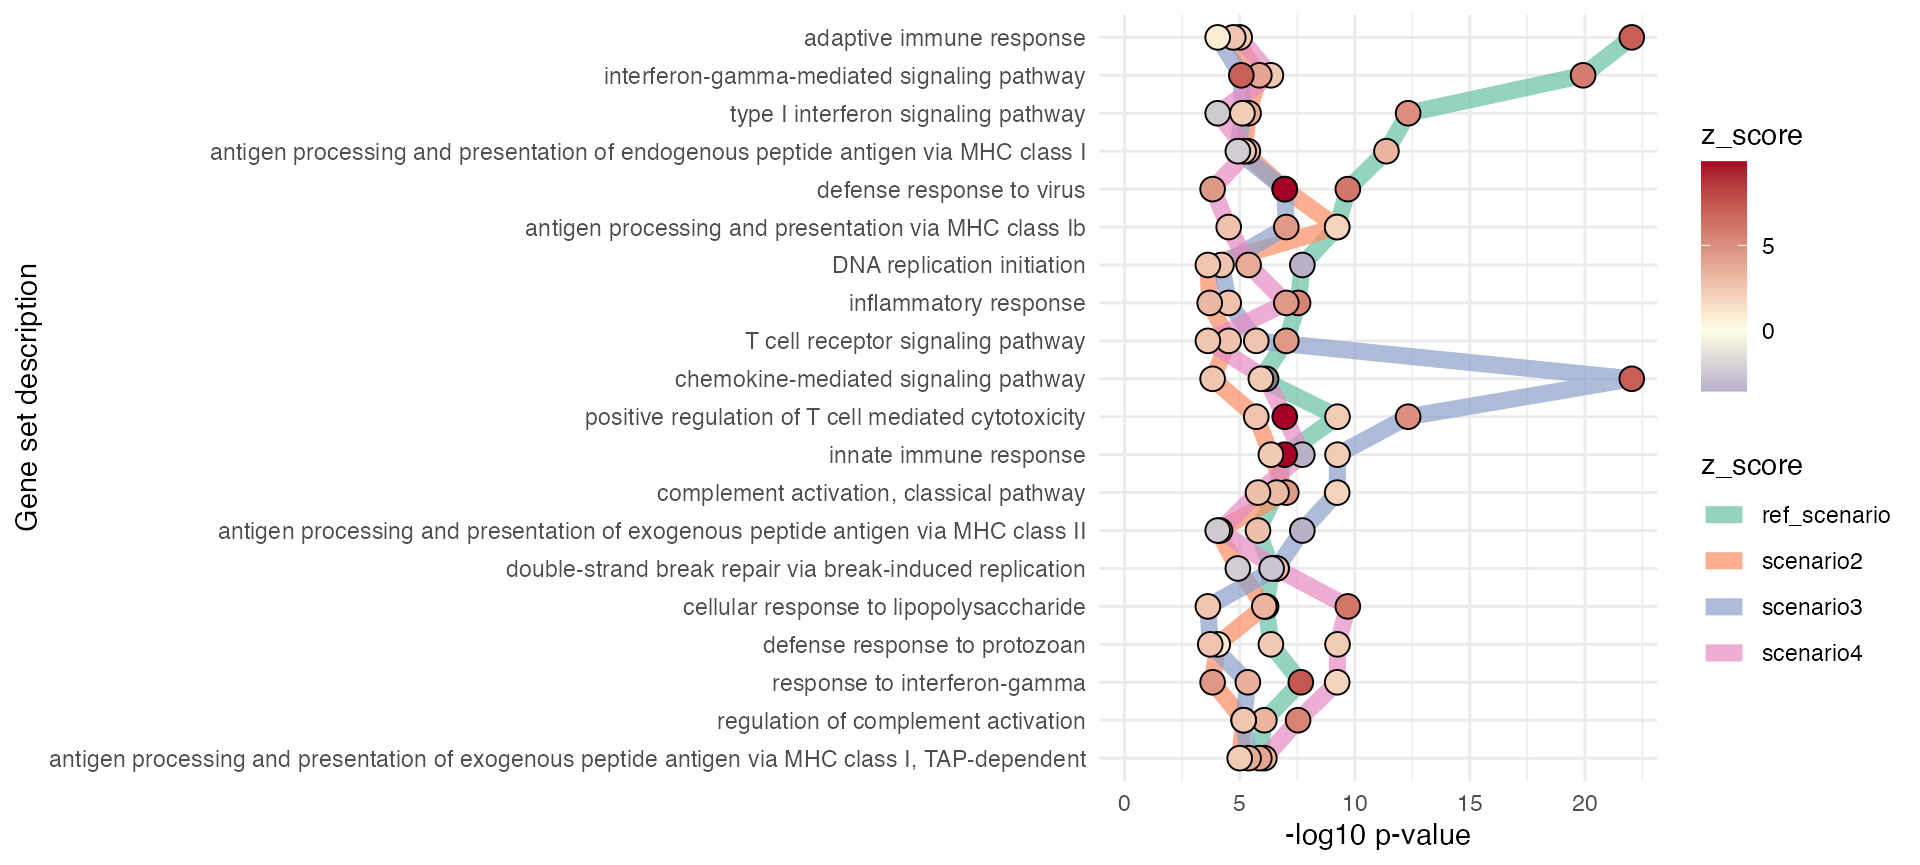 adaptive immune response
interferon-gamma-mediated signaling pathway
type I interferon signaling pathway
antigen processing and presentation of endogenous peptide antigen via MHC class I
defense response to virus
antigen processing and presentation via MHC class Ib
DNA replication initiation
inflammatory response
T cell receptor signaling pathway
chemokine-mediated signaling pathway
positive regulation of T cell mediated cytotoxicity
innate immune response
complement activation, classical pathway
antigen processing and presentation of exogenous peptide antigen via MHC class II
double-strand break repair via break-induced replication
cellular response to lipopolysaccharide
defense response to protozoan
response to interferon-gamma
regulation of complement activation
antigen processing and presentation of exogenous peptide antigen via MHC class I, TAP-dependent
Gene set description
0 5 10 15 20
-log10 p-value
z_score
5
0
z_score
ref_scenario
scenario2
scenario3
scenario4